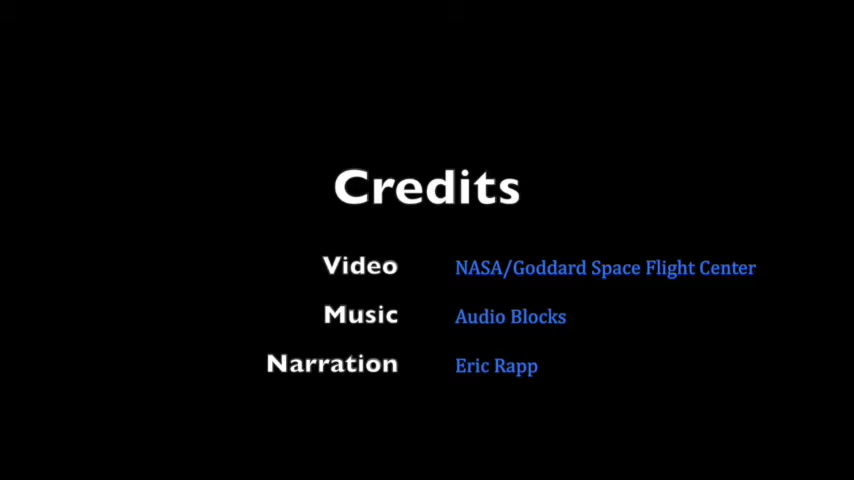 Credits
Video NASA/Goddard Space Flight Center
Music Audio Blocks
Narration Eric Rapp